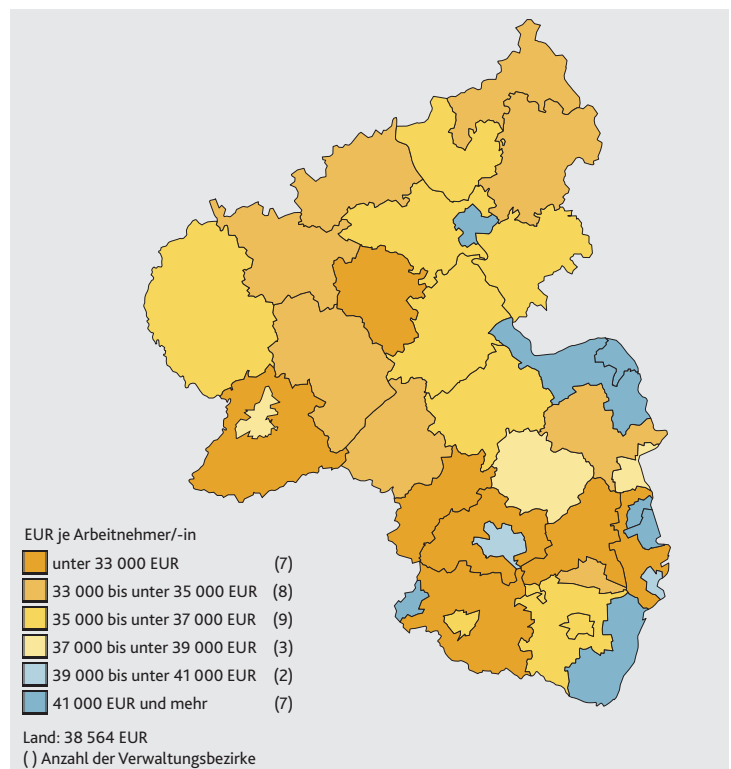 EUR je Arbeitnehmer/-in
unter 33 000 EUR (7)
33 000 bis unter 35 000 EUR (8)
35 000 bis unter 37 000 EUR (9)
37 000 bis unter 39 000 EUR (3)
39 000 bis unter 41 000 EUR (2)
41 000 EUR und mehr (7)
Land: 38 564 EUR
( ) Anzahl der Verwaltungsbezirke